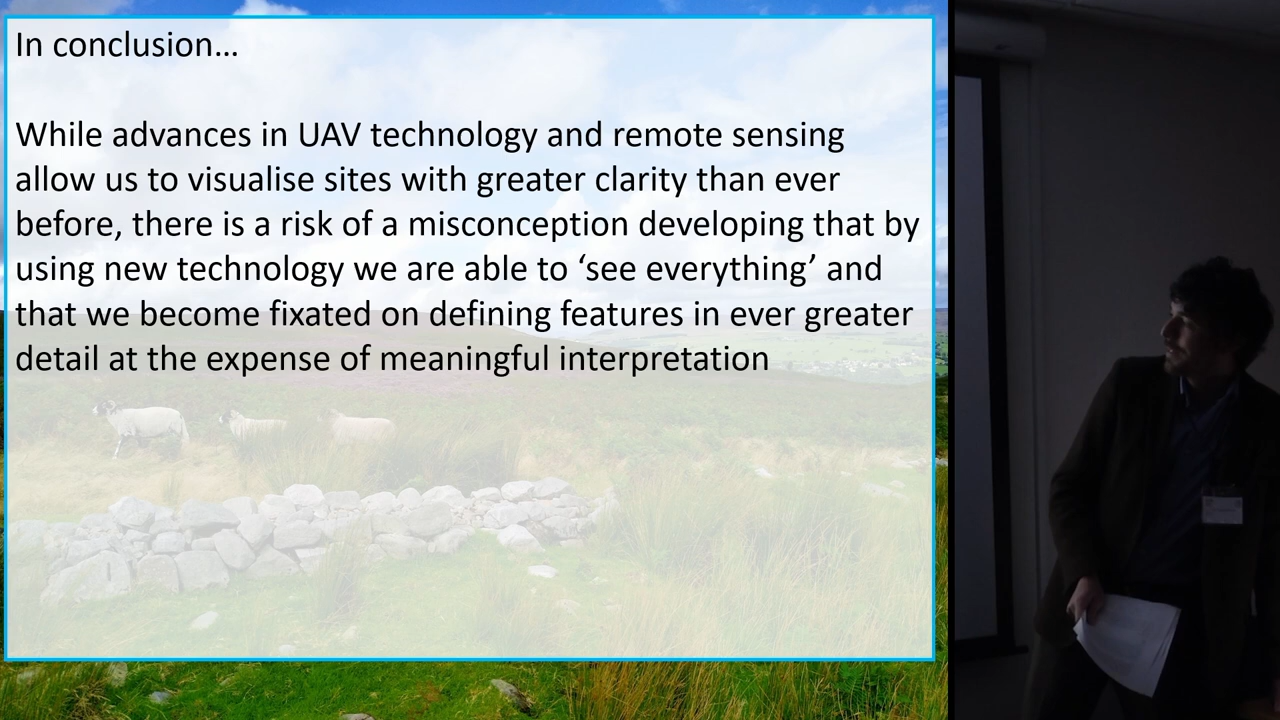 In conclusion…
While advances in UAV technology and remote sensing
allow us to visualise sites with greater clarity than ever
before, there is a risk of a misconception developing that by
using new technology we are able to ‘see everything’ and
that we become fixated on defining features in ever greater
detail at the expense of meaningful interpretation